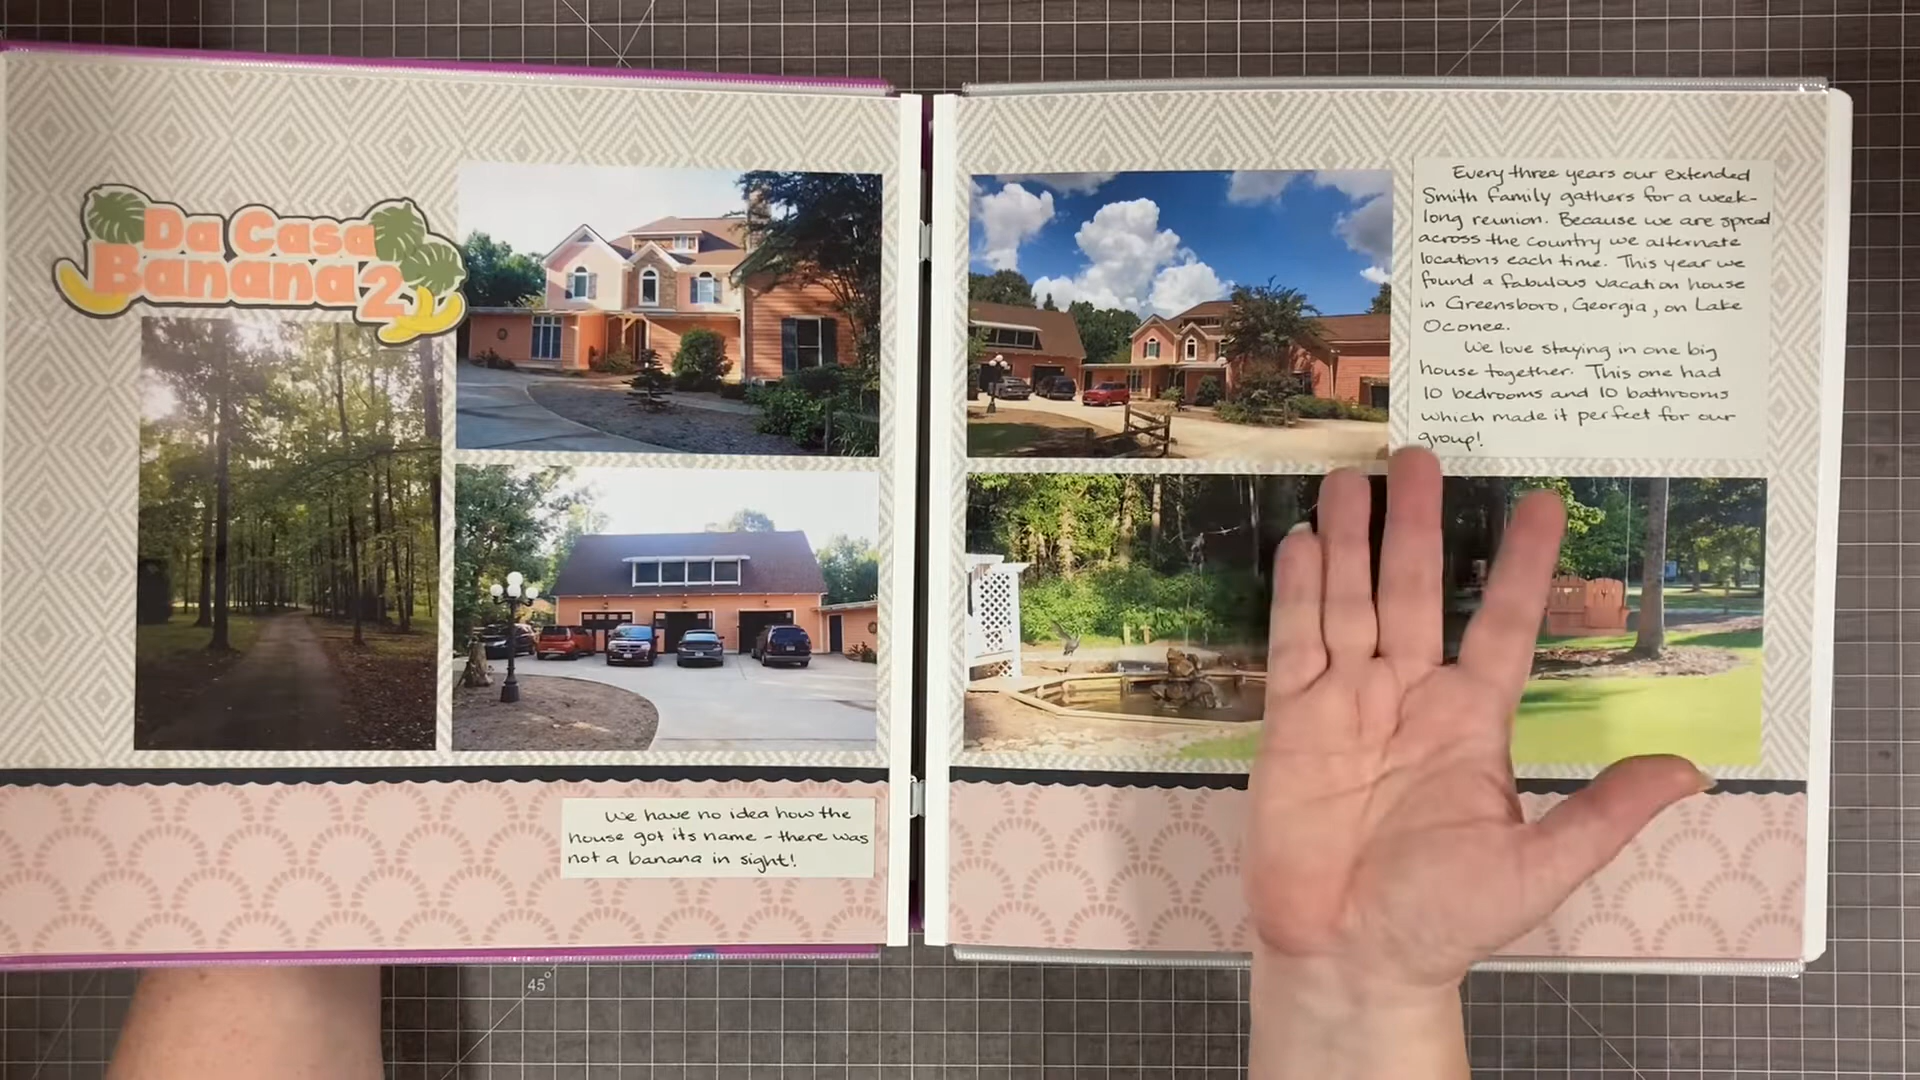 Da Casa
Banana 2
We have no idea how the
house got its name - there was
not a banana in sight!
Every three years our extended
Smith family gathers for a week-
long reunion. Because we are spread
across the country we alternate
locations each time. This year we
found a fabulous vacation house
in Greensboro, Georgia, on Lake
Oconee.
We love staying in one big
house together. This one had
10 bedrooms and 10 bathrooms
which made it perfect for our
group!
45°